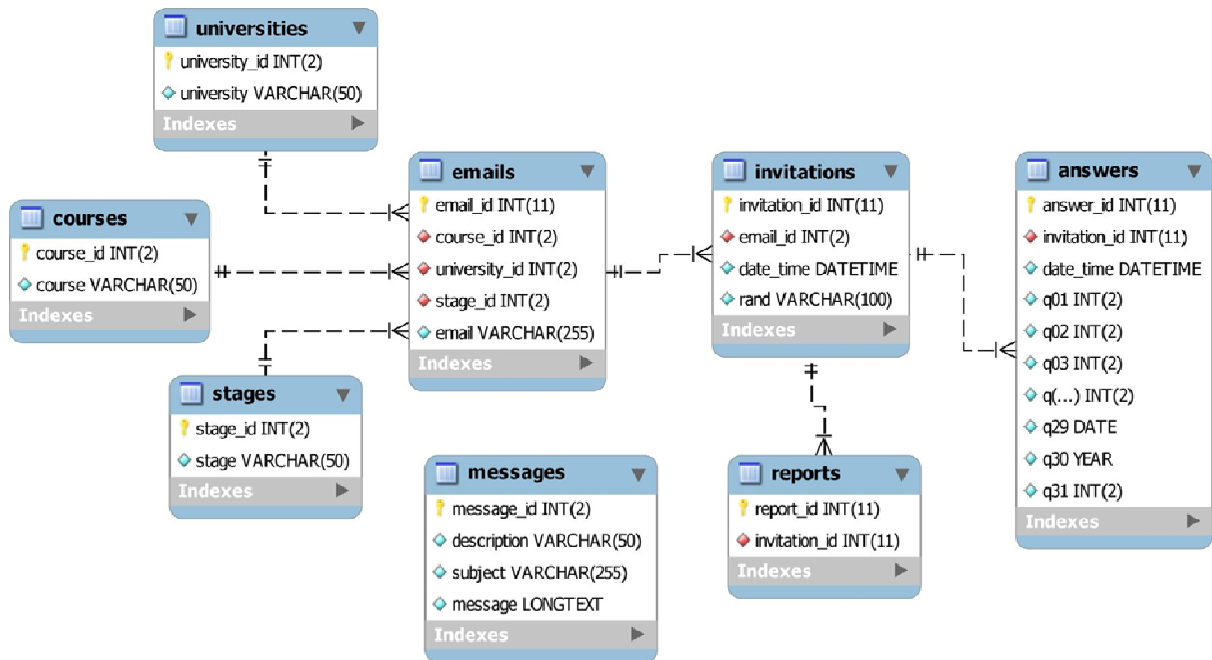 universities
university_id INT(2)
university VARCHAR(50)
Indexes
courses
course_id INT(2)
course VARCHAR(50)
Indexes
stages
stage_id INT(2)
stage VARCHAR(50)
Indexes
emails
email_id INT(11)
course_id INT(2)
university_id INT(2)
stage_id INT(2)
email VARCHAR(255)
Indexes
messages
message_id INT(2)
description VARCHAR(50)
subject VARCHAR(255)
message LONGTEXT
Indexes
invitations
invitation_id INT(11)
email_id INT(2)
date_time DATETIME
rand VARCHAR(100)
Indexes
reports
report_id INT(11)
invitation_id INT(11)
Indexes
answers
answer_id INT(11)
invitation_id INT(11)
date_time DATETIME
q01 INT(2)
q02 INT(2)
q03 INT(2)
q(...) INT(2)
q29 DATE
q30 YEAR
q31 INT(2)
Indexes